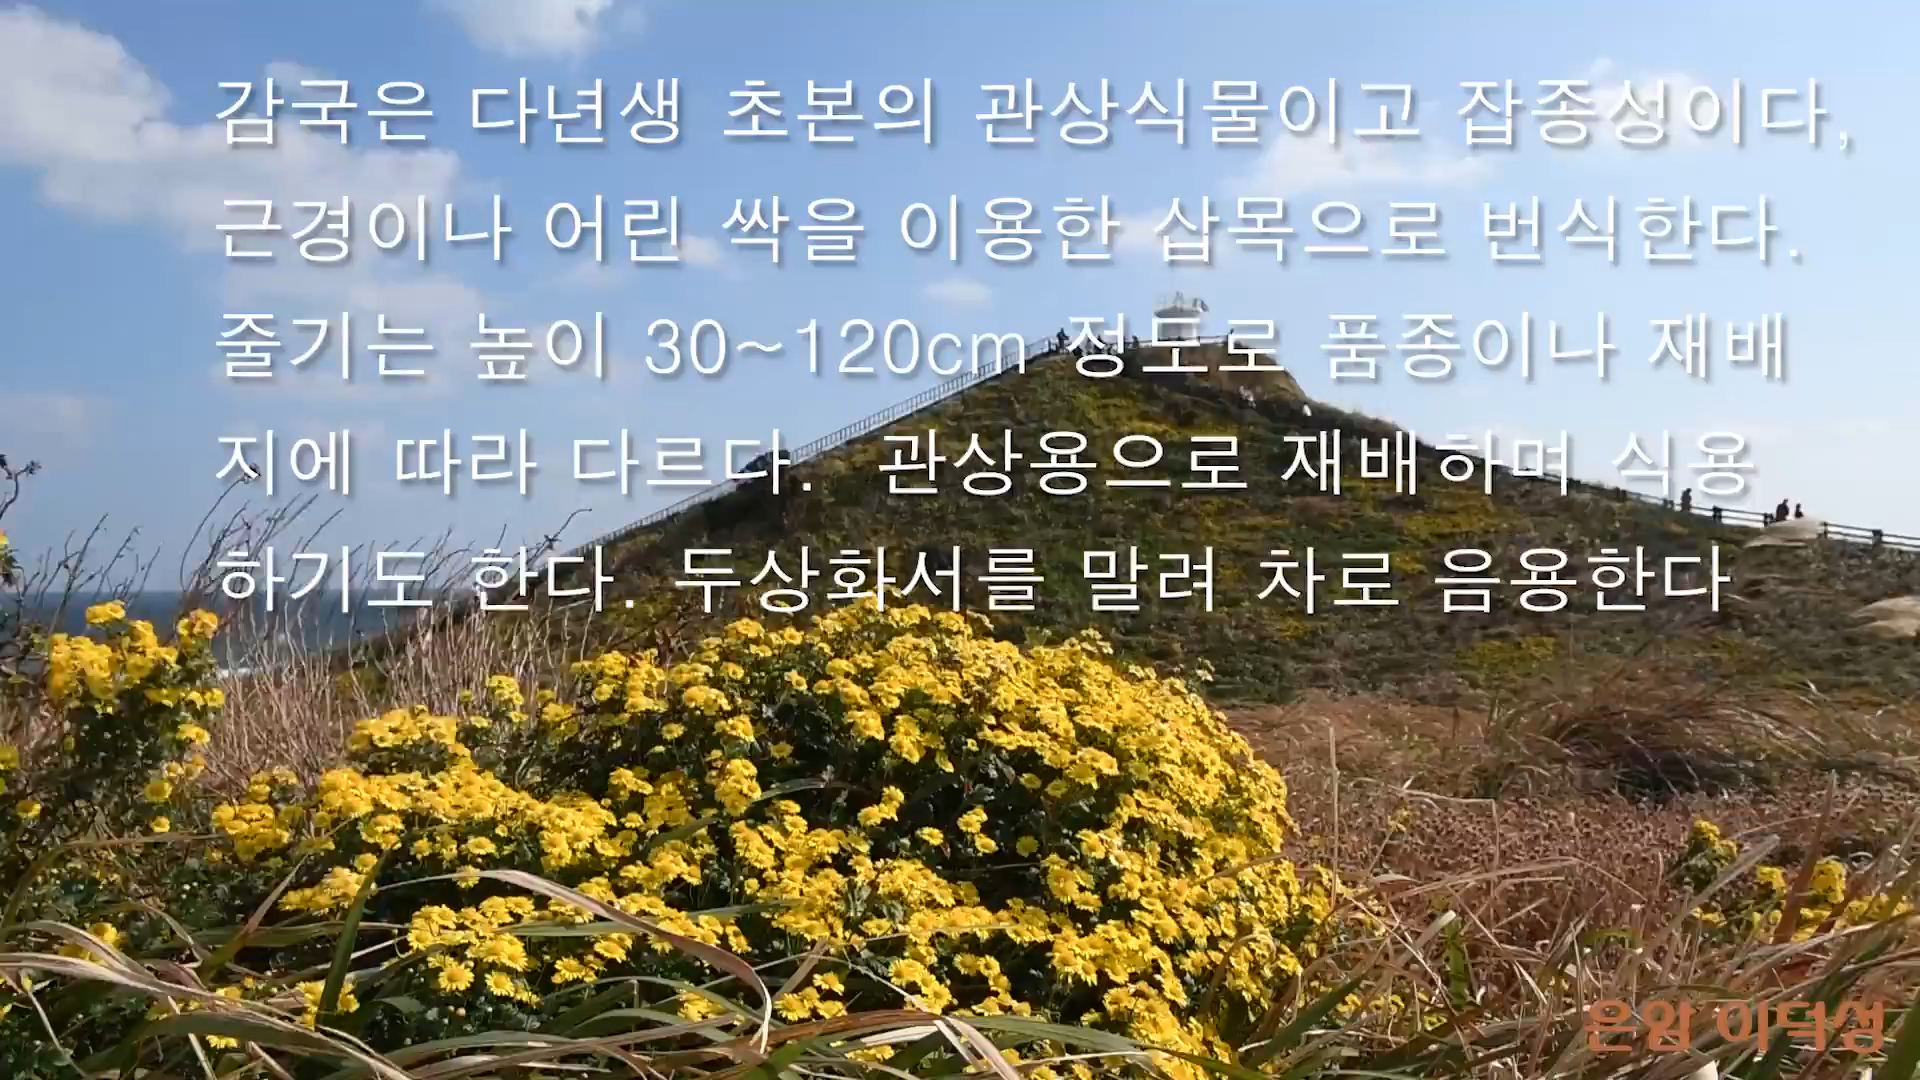 감국은 다년생 초본의 관상식물이고 잡종성이다,
근경이나 어린 싹을 이용한 삽목으로 번식한다.
줄기는 높이 30~120cm 정도로 품종이나 재배
지에 따라 다르다. 관상용으로 재배하며 식용
하기도 한다. 두상화서를 말려 차로 음용한다
은암 이덕성